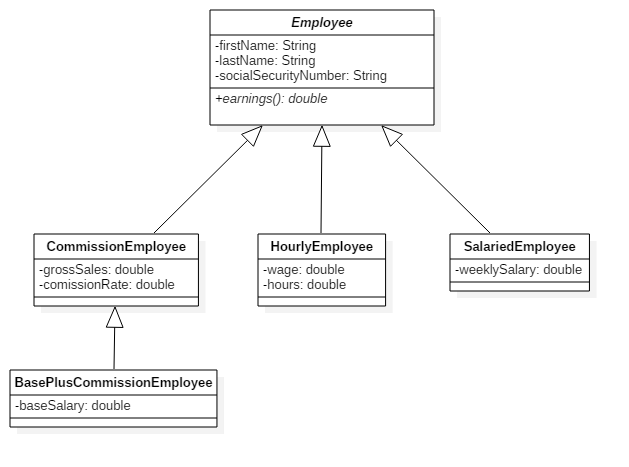 Employee
-firstName: String
-lastName: String
-socialSecurityNumber: String
+earnings(): double
CommissionEmployee
-grossSales: double
-comissionRate: double
HourlyEmployee
-wage: double
-hours: double
SalariedEmployee
-weeklySalary: double
BasePlusCommissionEmployee
-baseSalary: double